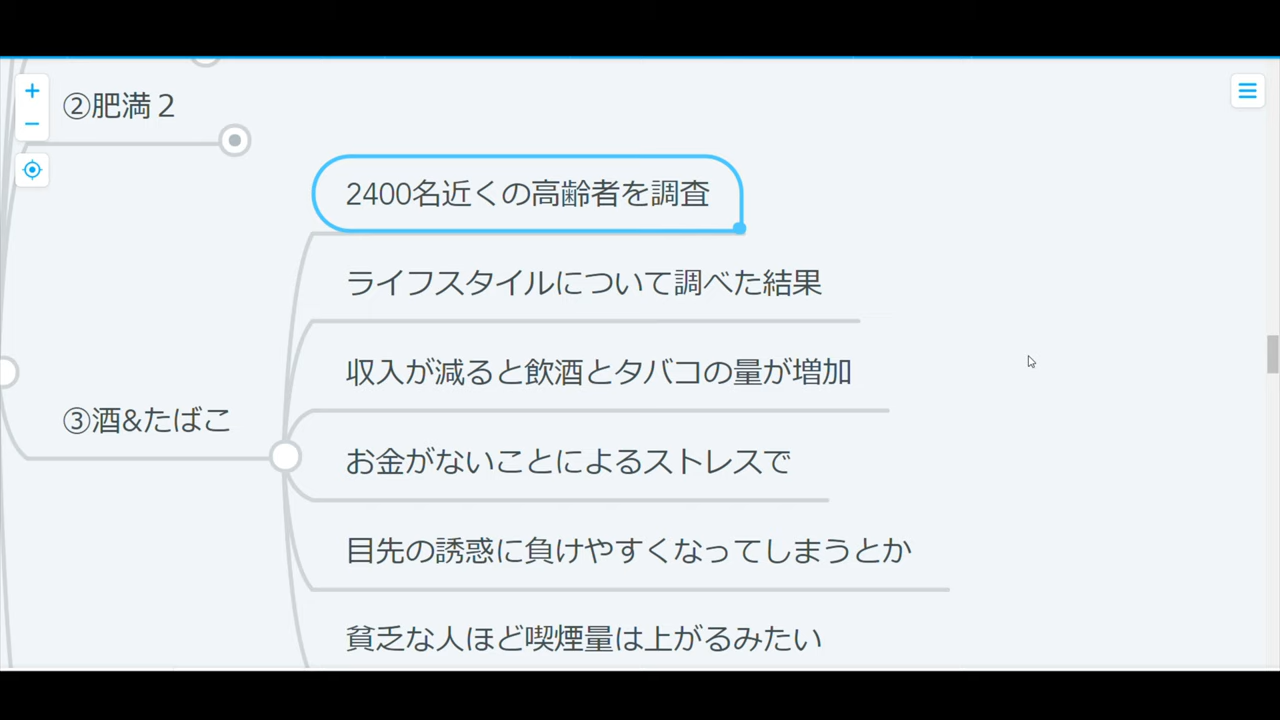 ②肥満２
2400名近くの高齢者を調査
ライフスタイルについて調べた結果
収入が減ると飲酒とタバコの量が増加
③酒&たばこ
お金がないことによるストレスで
目先の誘惑に負けやすくなってしまうとか
貧乏な人ほど喫煙量は上がるみたい